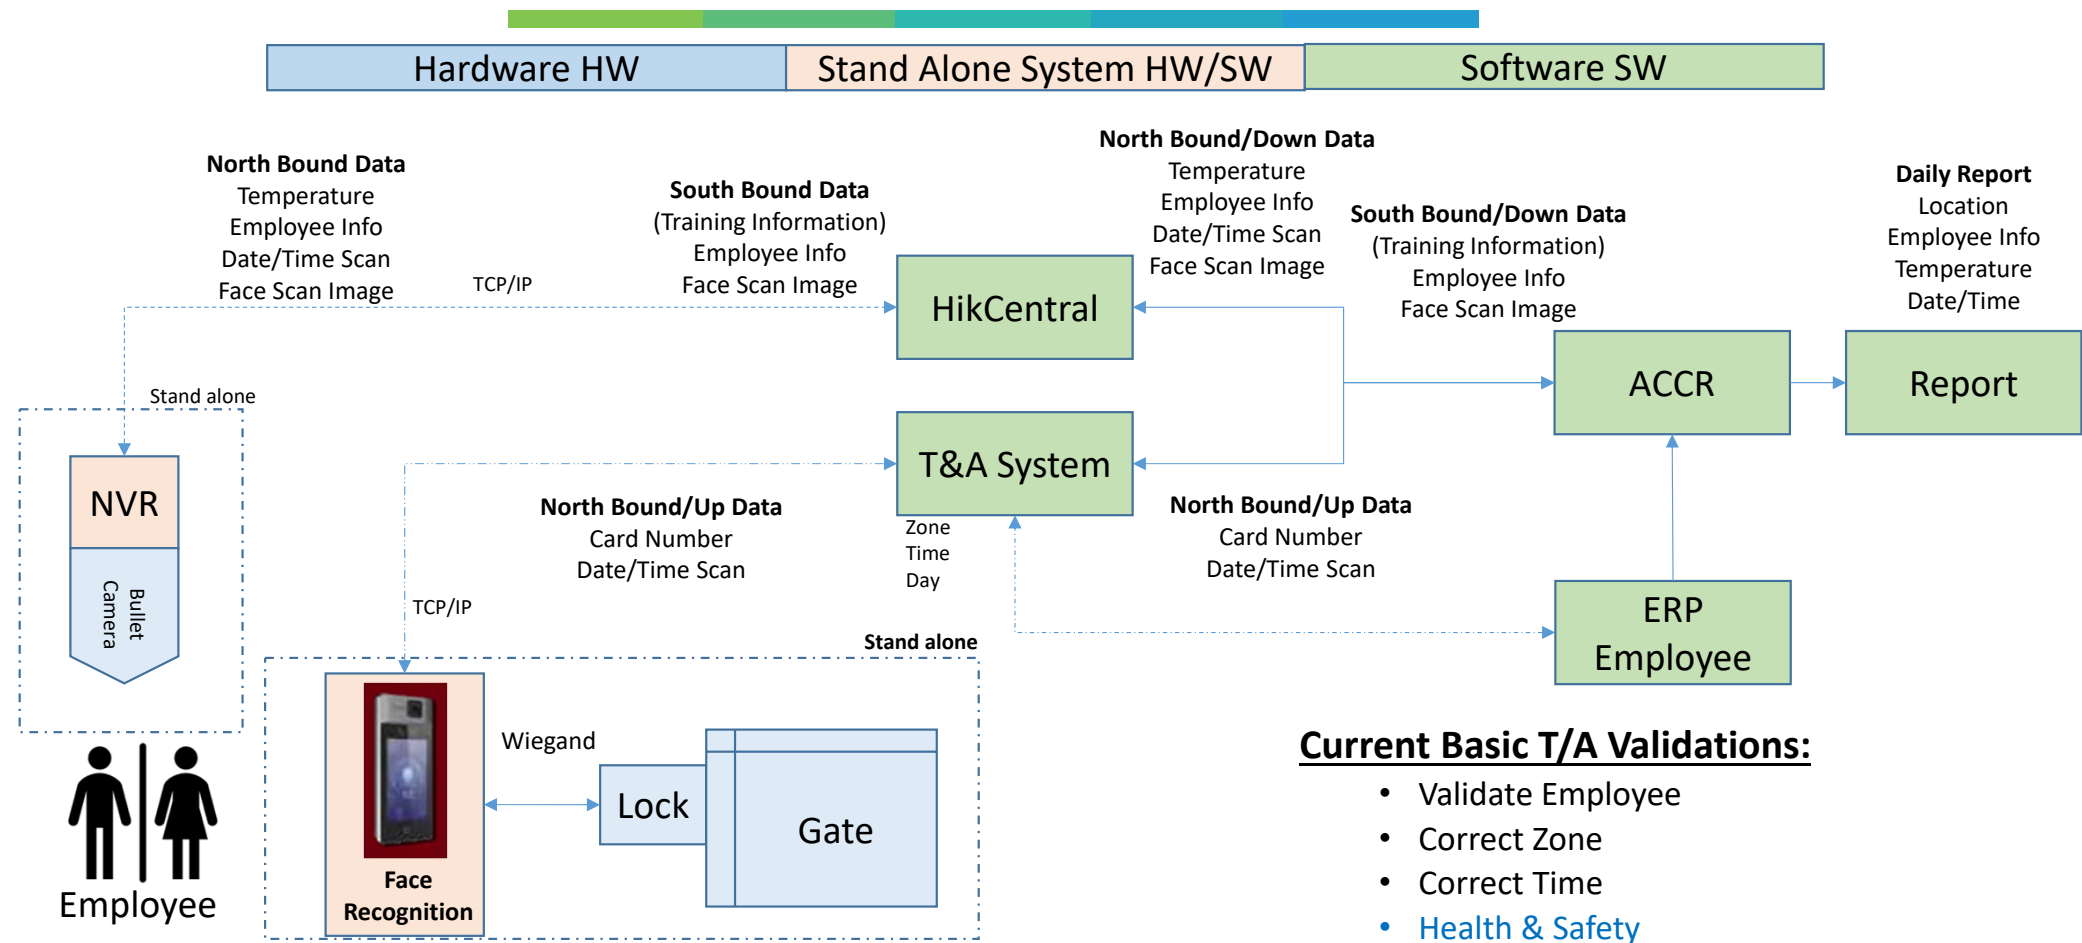 Hardware HW
Stand Alone System HW/SW
Software SW
North Bound Data
Temperature
Employee Info
Date/Time Scan
Face Scan Image
TCP/IP
South Bound Data
(Training Information)
Employee Info
Face Scan Image
North Bound/Down Data
Temperature
Employee Info
Date/Time Scan
Face Scan Image
South Bound/Down Data
(Training Information)
Employee Info
Face Scan Image
Daily Report
Location
Employee Info
Temperature
Date/Time
HikCentral
ACCR
Report
Stand alone
NVR
Bullet
Camera
T&A System
Zone
Time
Day
North Bound/Up Data
Card Number
Date/Time Scan
North Bound/Up Data
Card Number
Date/Time Scan
TCP/IP
ERP
Employee
Stand alone
Wiegand
Lock
Gate
Face
Recognition
Employee
Current Basic T/A Validations:
• Validate Employee
• Correct Zone
• Correct Time
• Health & Safety